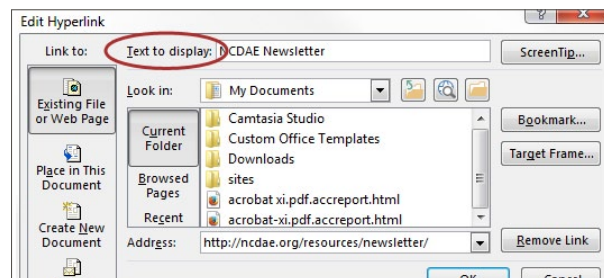 Edit Hyperlink
Link to:
Text to display: NCDAE Newsletter
ScreenTip...
Existing File
or Web Page
Look in: My Documents
Current
Folder
Camtasia Studio
Custom Office Templates
Downloads
sites
acrobat xi.pdf.accreport.html
acrobat-xi.pdf.accreport.html
Bookmark...
Target Frame...
Place in This
Document
Browsed
Pages
Recent
Create New
Document
Address: http://ncdae.org/resources/newsletter/
Remove Link
OK
Cancel